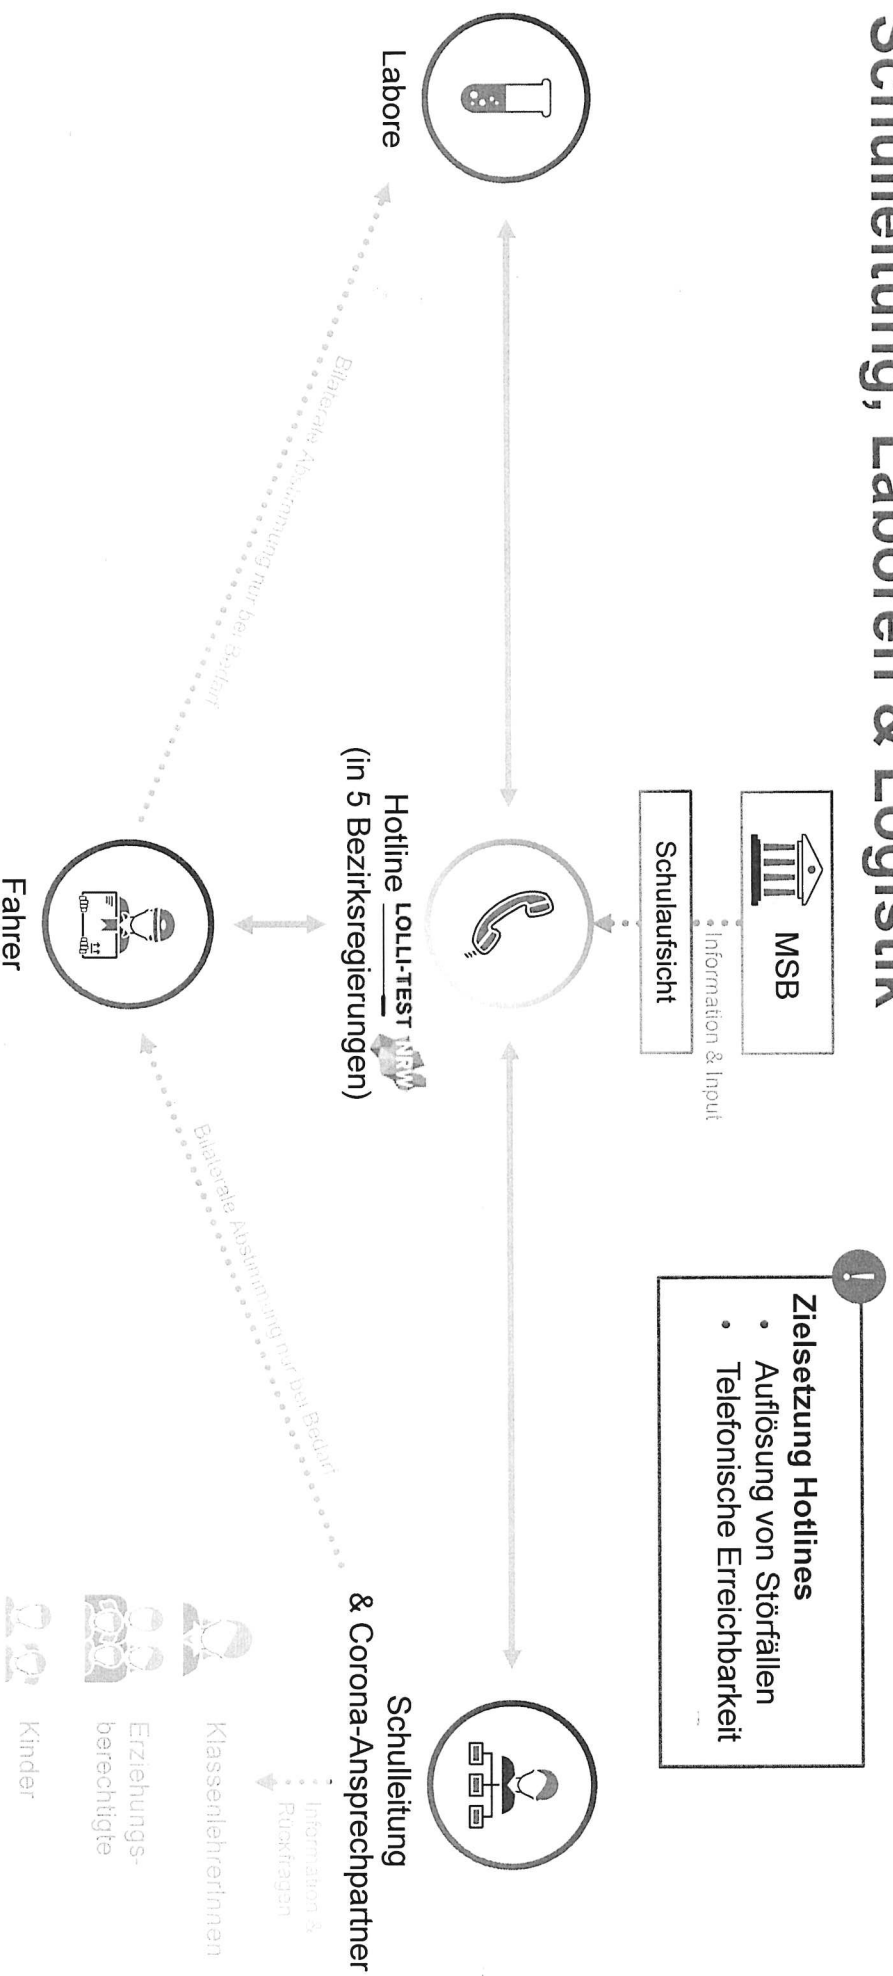 Schulleitung, Laboren & Logistik
MSB
Information & Input
Schulaufsicht
Zielsetzung Hotlines
• Auflösung von Störfällen
• Telefonische Erreichbarkeit
Labore
Hotline LOLLI-TEST NRW
(in 5 Bezirksregierungen)
Schulleitung
& Corona-Ansprechpartner
Bilaterale Abstimmung nur bei Bedarf
Bilaterale Abstimmung nur bei Bedarf
Information &
Rückfragen
Fahrer
KlassenlehrerInnen
Erziehungs-
berechtigte
Kinder